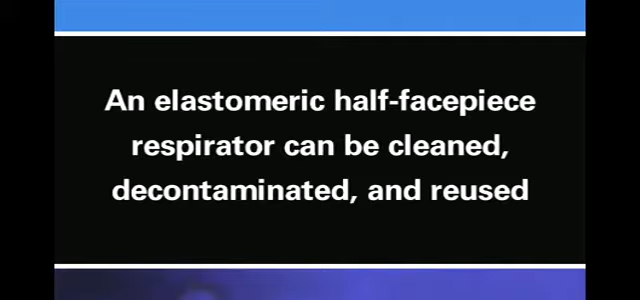 An elastomeric half-facepiece
respirator can be cleaned,
decontaminated, and reused